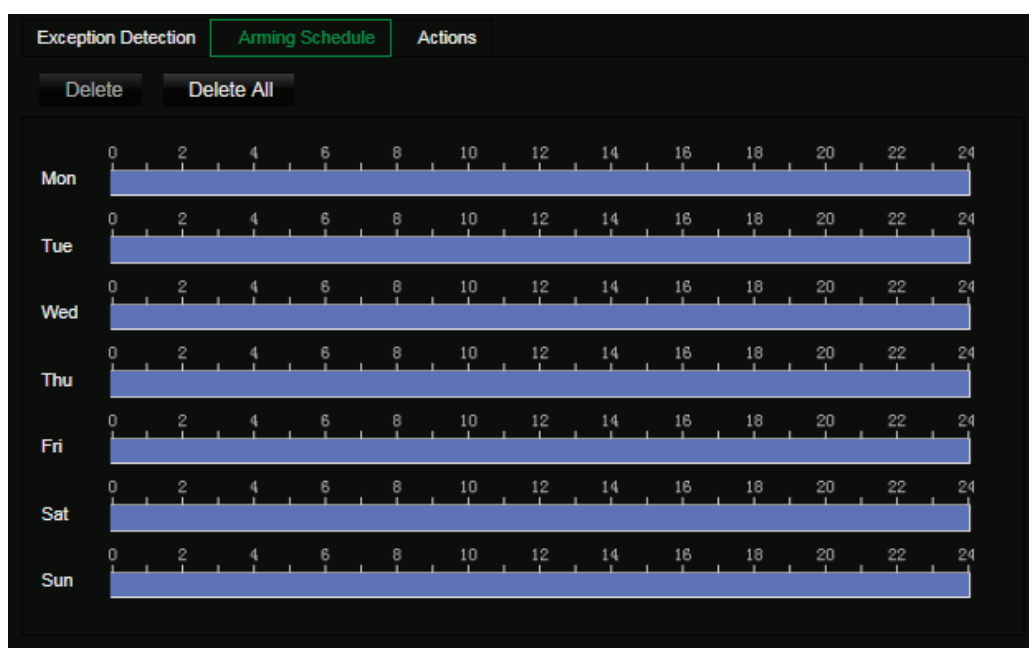 Exception Detection Arming Schedule Actions
Delete Delete All
0 2 4 6 8 10 12 14 16 18 20 22 24
Mon
0 2 4 6 8 10 12 14 16 18 20 22 24
Tue
0 2 4 6 8 10 12 14 16 18 20 22 24
Wed
0 2 4 6 8 10 12 14 16 18 20 22 24
Thu
0 2 4 6 8 10 12 14 16 18 20 22 24
Fri
0 2 4 6 8 10 12 14 16 18 20 22 24
Sat
0 2 4 6 8 10 12 14 16 18 20 22 24
Sun